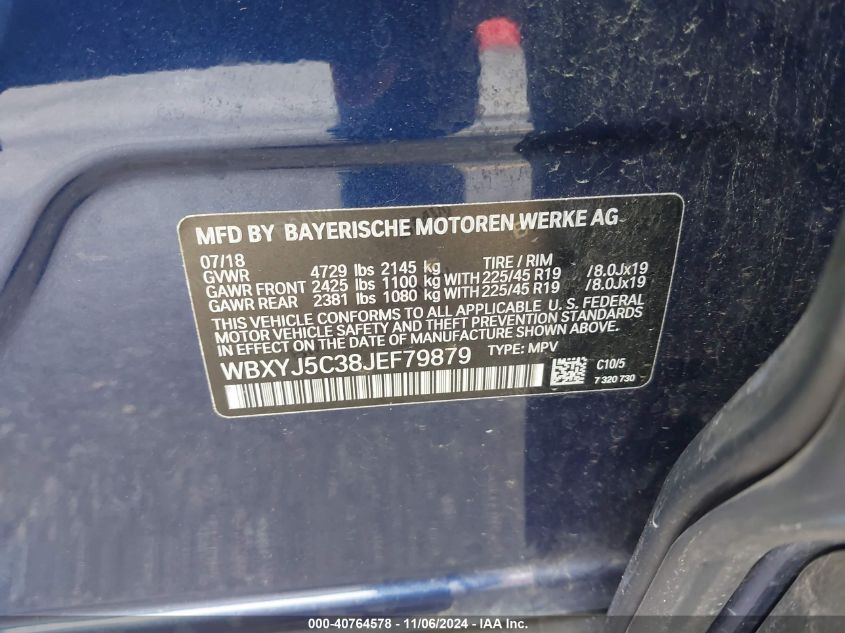 MFD BY BAYERISCHE MOTOREN WERKE AG
07/18 TIRE / RIM
GVWR 4729 lbs 2145 kg
GAWR FRONT 2425 lbs 1100 kg WITH 225/45 R19 /8.0Jx19
GAWR REAR 2381 lbs 1080 kg WITH 225/45 R19 /8.0Jx19
THIS VEHICLE CONFORMS TO ALL APPLICABLE U. S. FEDERAL
MOTOR VEHICLE SAFETY AND THEFT PREVENTION STANDARDS
IN EFFECT ON THE DATE OF MANUFACTURE SHOWN ABOVE.
WBXYJ5C38JEF79879 TYPE: MPV
C10/5
7 320 730
000-40764578 - 11/06/2024 - © IAA, Inc.